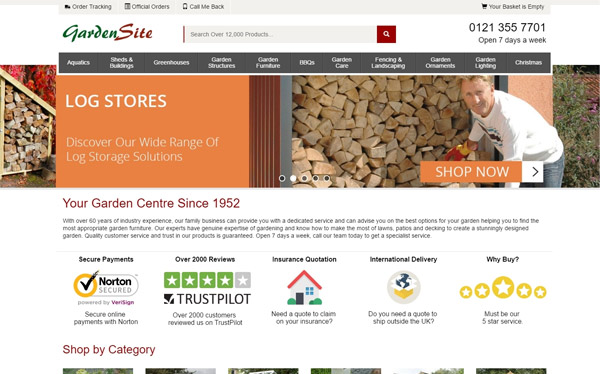 Order Tracking
Official Orders
Call Me Back
Your Basket is Empty
GardenSite
Search Over 12,000 Products...
0121 355 7701
Open 7 days a week
Aquatics
Sheds &
Buildings
Greenhouses
Garden
Structures
Garden
Furniture
BBQs
Garden
Care
Fencing &
Landscaping
Garden
Ornaments
Garden
Lighting
Christmas
LOG STORES
Discover Our Wide Range Of
Log Storage Solutions
SHOP NOW
Your Garden Centre Since 1952
With over 60 years of industry experience, our family business can provide you with a dedicated service and can advise you on the best options for your garden helping you to find the
most appropriate garden furniture. Our experts have genuine expertise of gardening and know how to make the most of lawns, patios and decking to create a stunningly designed
garden. Quality customer service and trust in our products is guaranteed. Open 7 days a week, call our team today to get a specialist service.
Secure Payments
Norton
SECURED
powered by VeriSign
Secure online
payments with Norton
Over 2000 Reviews
TRUSTPILOT
Over 2000 customers
reviewed us on TrustPilot
Insurance Quotation
Need a quote to claim
on your insurance?
International Delivery
Do you need a quote to
ship outside the UK?
Why Buy?
Must be our
5 star service
Shop by Category